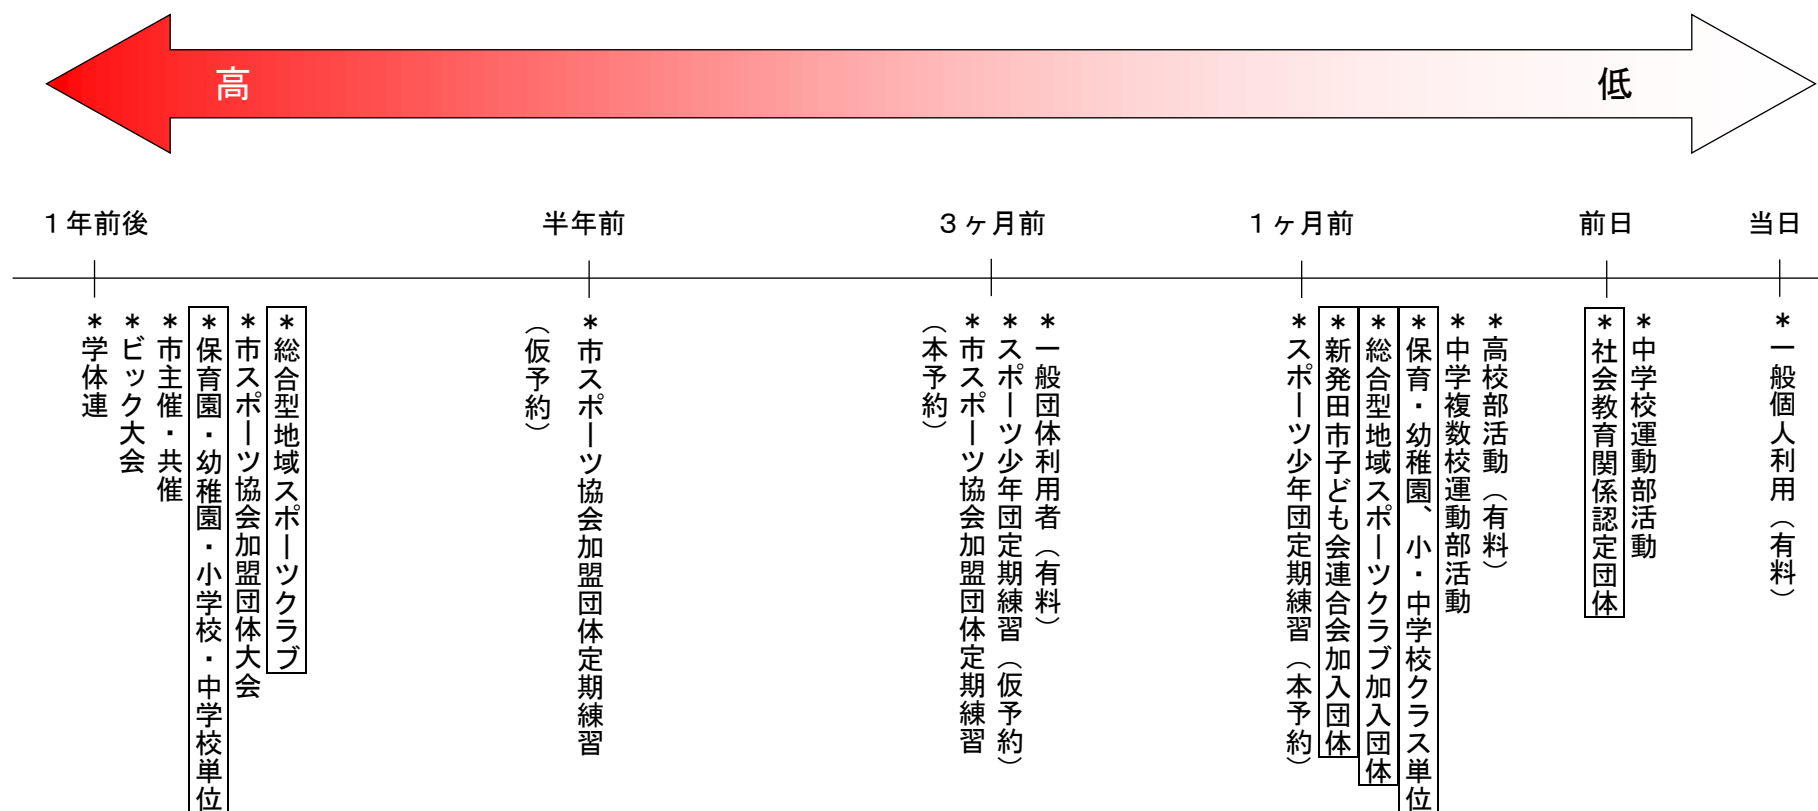 高
低
１年前後
半年前
３ヶ月前
１ヶ月前
前日
当日
＊学体連
＊ビック大会
＊市主催・共催
＊保育園・幼稚園・小学校・中学校単位
＊市スポーツ協会加盟団体大会
＊総合型地域スポーツクラブ
＊市スポーツ協会加盟団体定期練習
（仮予約）
＊一般団体利用者（有料）
＊スポーツ少年団定期練習（仮予約）
＊市スポーツ協会加盟団体定期練習
（本予約）
＊スポーツ少年団定期練習（本予約）
＊新発田市子ども会連合会加入団体
＊総合型地域スポーツクラブ加入団体
＊保育・幼稚園、小・中学校クラス単位
＊中学複数校運動部活動
＊高校部活動（有料）
＊社会教育関係認定団体
＊中学校運動部活動
＊一般個人利用（有料）